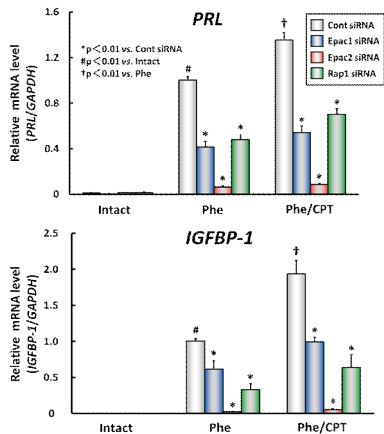 PRL
Relative mRNA level
(PRL/GAPDH)
1.6
1.2
0.8
0.4
0
*p<0.01 vs. Cont siRNA
#p<0.01 vs. Intact
†p<0.01 vs. Phe
Cont siRNA
Epac1 siRNA
Epac2 siRNA
Rap1 siRNA
#
*
*
*
†
*
*
*
Intact
Phe
Phe/CPT
IGFBP-1
Relative mRNA level
(IGFBP-1/GAPDH)
2.5
2.0
1.5
1.0
0.5
0
#
*
*
*
†
*
*
*
Intact
Phe
Phe/CPT